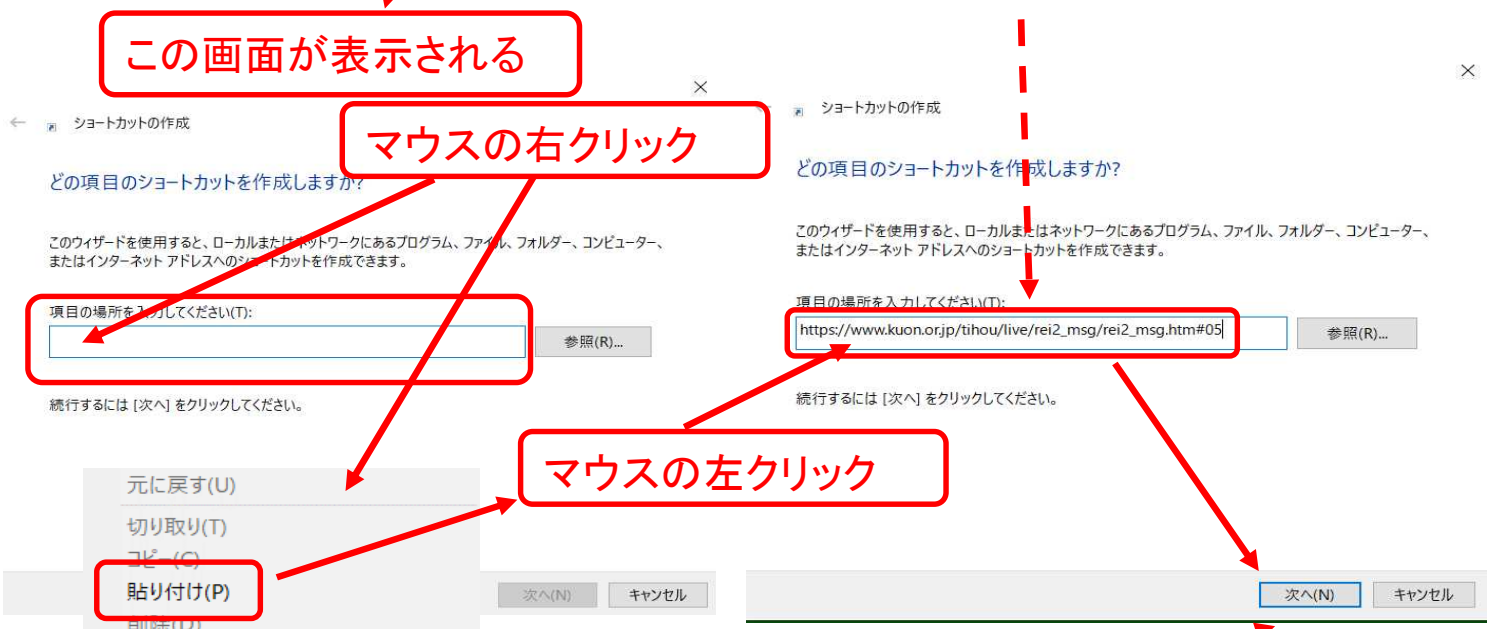 この画面が表示される
ショートカットの作成
マウスの右クリック
どの項目のショートカットを作成しますか?
このウィザードを使用すると、ローカルまたはネットワークにあるプログラム、ファイル、フォルダー、コンピューター、
またはインターネット アドレスへのショートカットを作成できます。
項目の場所を入力してください(T):
参照(R)...
続行するには [次へ] をクリックしてください。
元に戻す(U)
切り取り(T)
コピー(C)
貼り付け(P)
削除(D)
次へ(N)
キャンセル
マウスの左クリック
ショートカットの作成
どの項目のショートカットを作成しますか?
このウィザードを使用すると、ローカルまたはネットワークにあるプログラム、ファイル、フォルダー、コンピューター、
またはインターネット アドレスへのショートカットを作成できます。
項目の場所を入力してください(T):
https://www.kuon.or.jp/tihou/live/rei2_msg/rei2_msg.htm#05
参照(R)...
続行するには [次へ] をクリックしてください。
次へ(N)
キャンセル